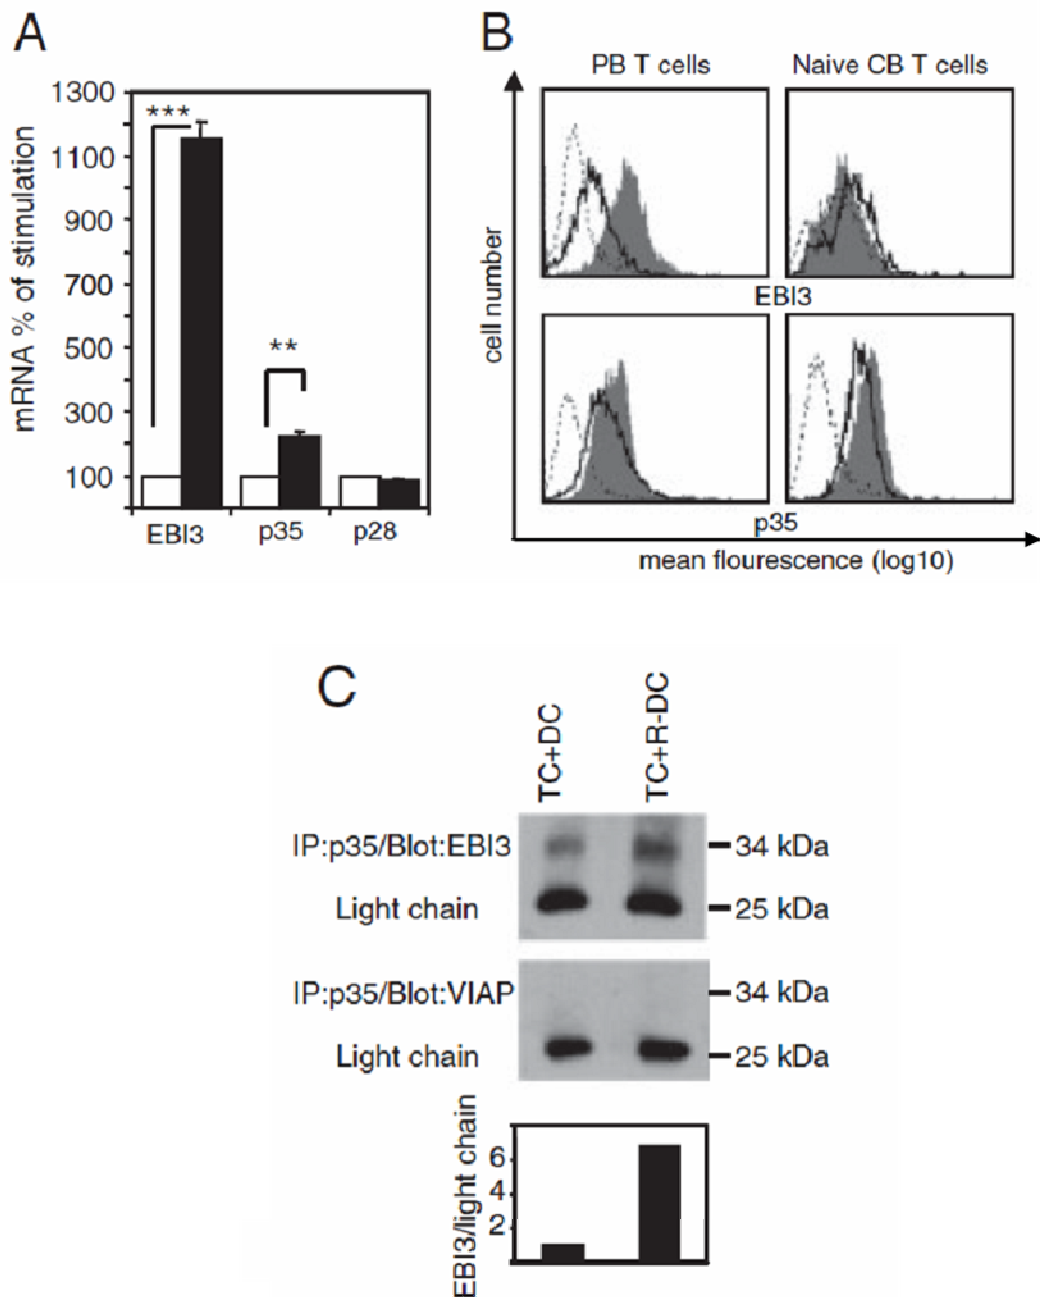 A
1300
1100
900
700
500
300
100
mRNA % of stimulation
***
**
EBI3 p35 p28
B
PB T cells Naive CB T cells
cell number
EBI3
p35
mean flourescence (log10)
C
TC+DC TC+R-DC
IP:p35/Blot:EBI3 34 kDa
Light chain 25 kDa
IP:p35/Blot:VIAP 34 kDa
Light chain 25 kDa
EBI3/light chain
6
4
2